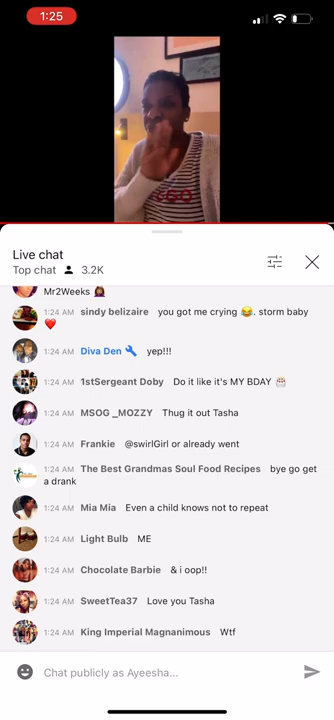 1:25
Live chat
Top chat 3.2K
Mr2Weeks 🤦🏾‍♀️
1:24 AM sindy belizaire you got me crying 😂. storm baby
❤️
1:24 AM Diva Den 🔧 yep!!!
1:24 AM 1stSergeant Doby Do it like it's MY BDAY 🎂
1:24 AM MSOG _MOZZY Thug it out Tasha
1:24 AM Frankie @swirlGirl or already went
1:24 AM The Best Grandmas Soul Food Recipes bye go get
a drank
1:24 AM Mia Mia Even a child knows not to repeat
1:24 AM Light Bulb ME
1:24 AM Chocolate Barbie & i oop!!
1:24 AM SweetTea37 Love you Tasha
1:24 AM King Imperial Magnanimous Wtf
Chat publicly as Ayeesha...